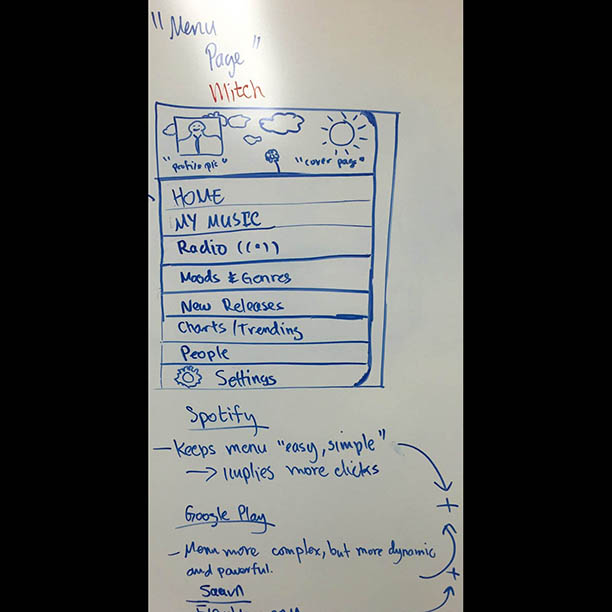 "Menu
Page"
Mitch
"profile pic" "cover page"
HOME
MY MUSIC
Radio ((•))
Moods & Genres
New Releases
Charts/Trending
People
Settings
Spotify
- Keeps menu "easy, simple"
→ implies more clicks
+
Google Play
- Menu more complex, but more dynamic
and powerful.
+
Saavn